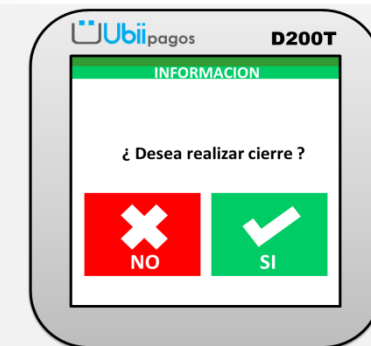 Ubiipagos D200T
INFORMACION
¿ Desea realizar cierre ?
NO SI